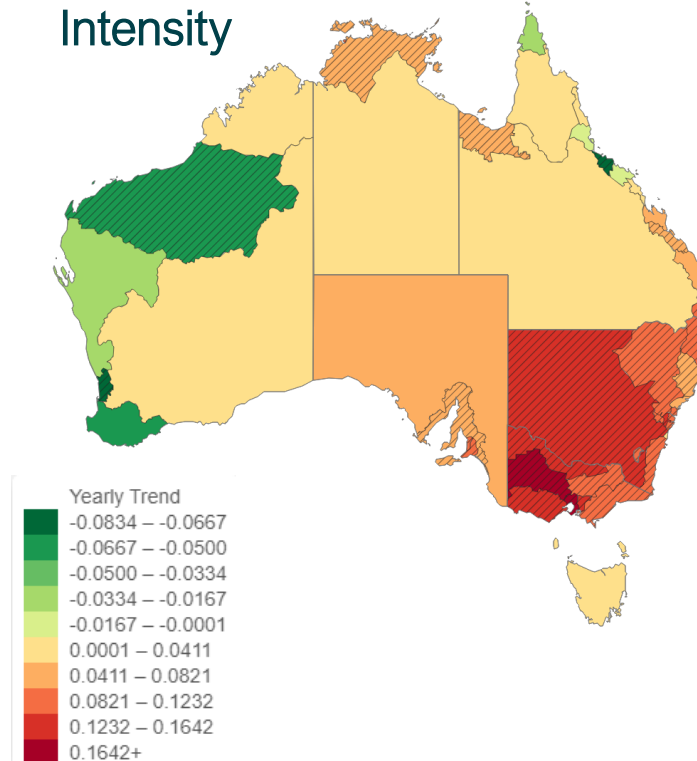 Intensity
Yearly Trend
-0.0834 – -0.0667
-0.0667 – -0.0500
-0.0500 – -0.0334
-0.0334 – -0.0167
-0.0167 – -0.0001
0.0001 – 0.0411
0.0411 – 0.0821
0.0821 – 0.1232
0.1232 – 0.1642
0.1642+